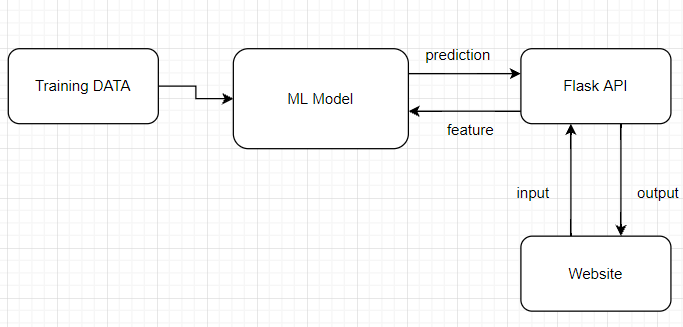 prediction
Training DATA
ML Model
Flask API
feature
input
output
Website